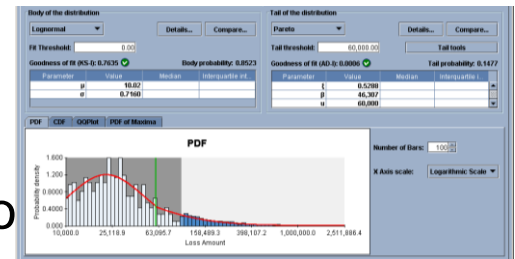 Body of the distribution
Lognormal Details... Compare...
Fit Threshold: 0.00
Goodness of fit (KS-I): 0.7635 Body probability: 0.8523
Parameter Value Median Interquartile int...
μ 10.02
σ 0.7160
Tail of the distribution
Pareto Details... Compare...
Tail threshold: 60,000.00 Tail tools
Goodness of fit (AD-I): 0.0006 Tail probability: 0.1477
Parameter Value Median Interquartile i...
ξ 0.5280
β 46,307
u 60,000
PDF CDF QQPlot PDF of Maxima
PDF
Probability density
1.600
1.200
0.8000
0.4000
0.000
10,000.0 25,118.9 63,095.7 158,489.3 398,107.2 1,000,000.0 2,511,886.4
Loss Amount
Number of Bars: 100
X Axis scale: Logarithmic Scale